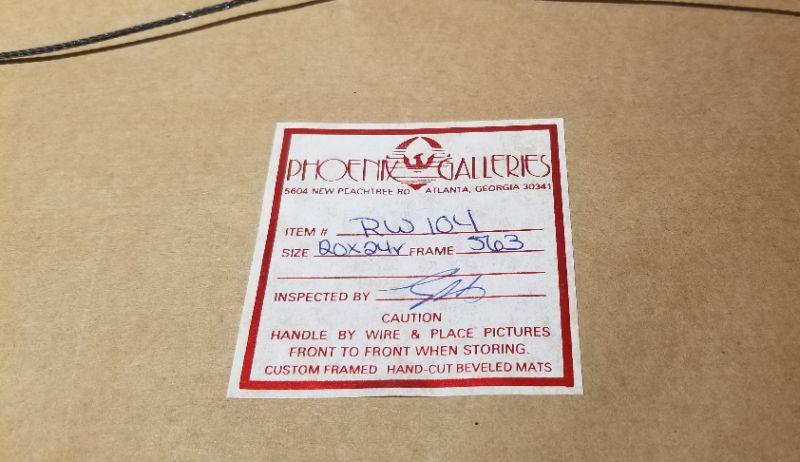 PHOENIX GALLERIES
5604 NEW PEACHTREE RD ATLANTA, GEORGIA 30341
ITEM # RW 104
SIZE 20x24v FRAME 563
INSPECTED BY
CAUTION
HANDLE BY WIRE & PLACE PICTURES
FRONT TO FRONT WHEN STORING.
CUSTOM FRAMED HAND-CUT BEVELED MATS